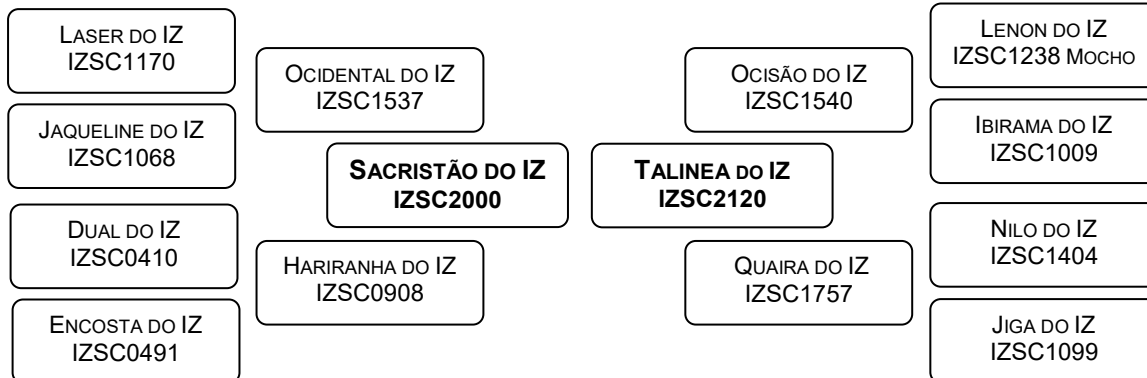 LASER DO IZ
IZSC1170
JAQUELINE DO IZ
IZSC1068
DUAL DO IZ
IZSC0410
ENCOSTA DO IZ
IZSC0491
OCIDENTAL DO IZ
IZSC1537
HARIRANHA DO IZ
IZSC0908
SACRISTÃO DO IZ
IZSC2000
TALINEA DO IZ
IZSC2120
OCISÃO DO IZ
IZSC1540
QUAIRA DO IZ
IZSC1757
LENON DO IZ
IZSC1238 MOCHO
IBIRAMA DO IZ
IZSC1009
NILO DO IZ
IZSC1404
JIGA DO IZ
IZSC1099